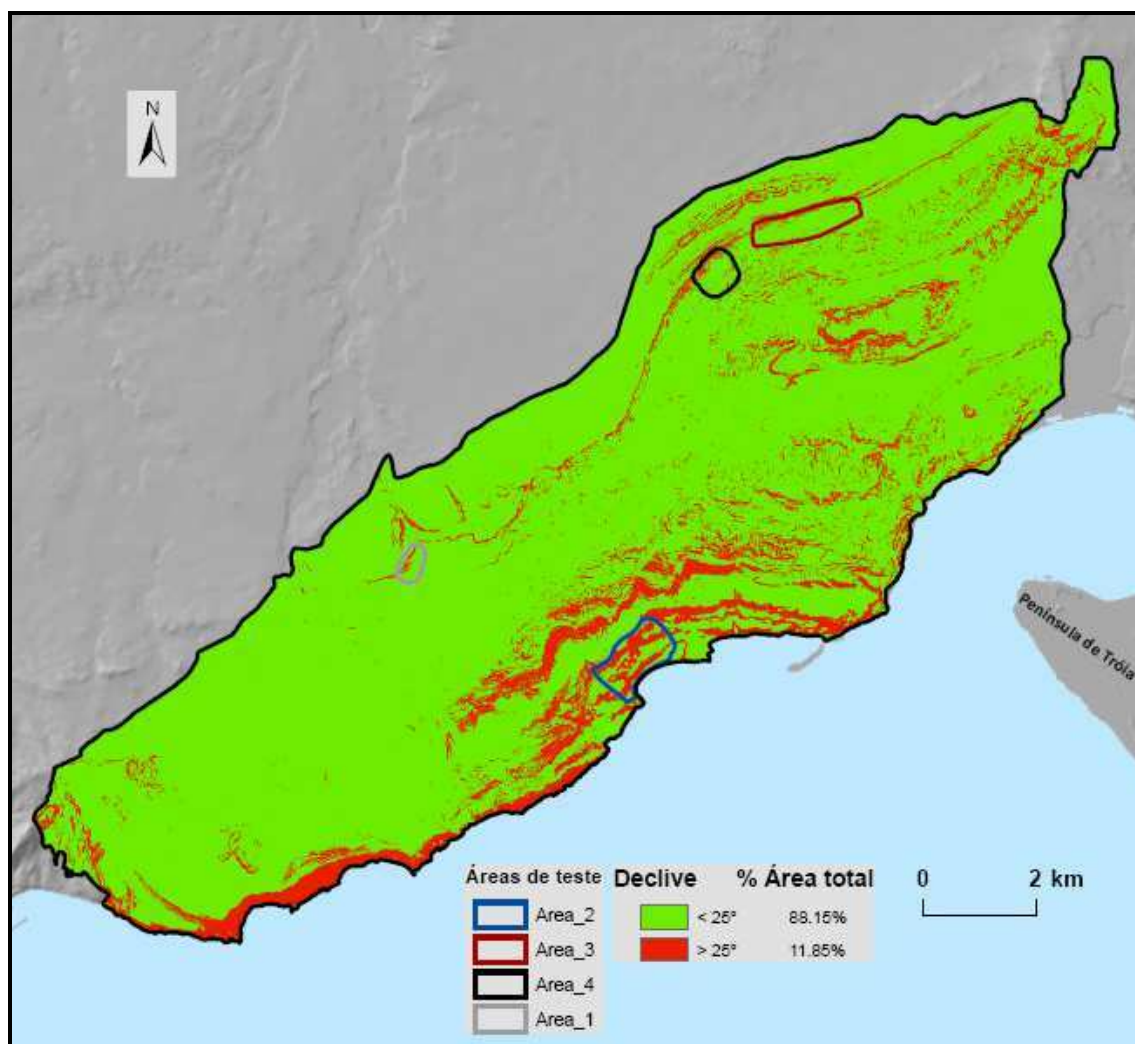 N
Península de Tróia
Áreas de teste
Area_2
Area_3
Area_4
Area_1
Declive % Área total
< 25° 88.15%
> 25° 11.85%
0 2 km